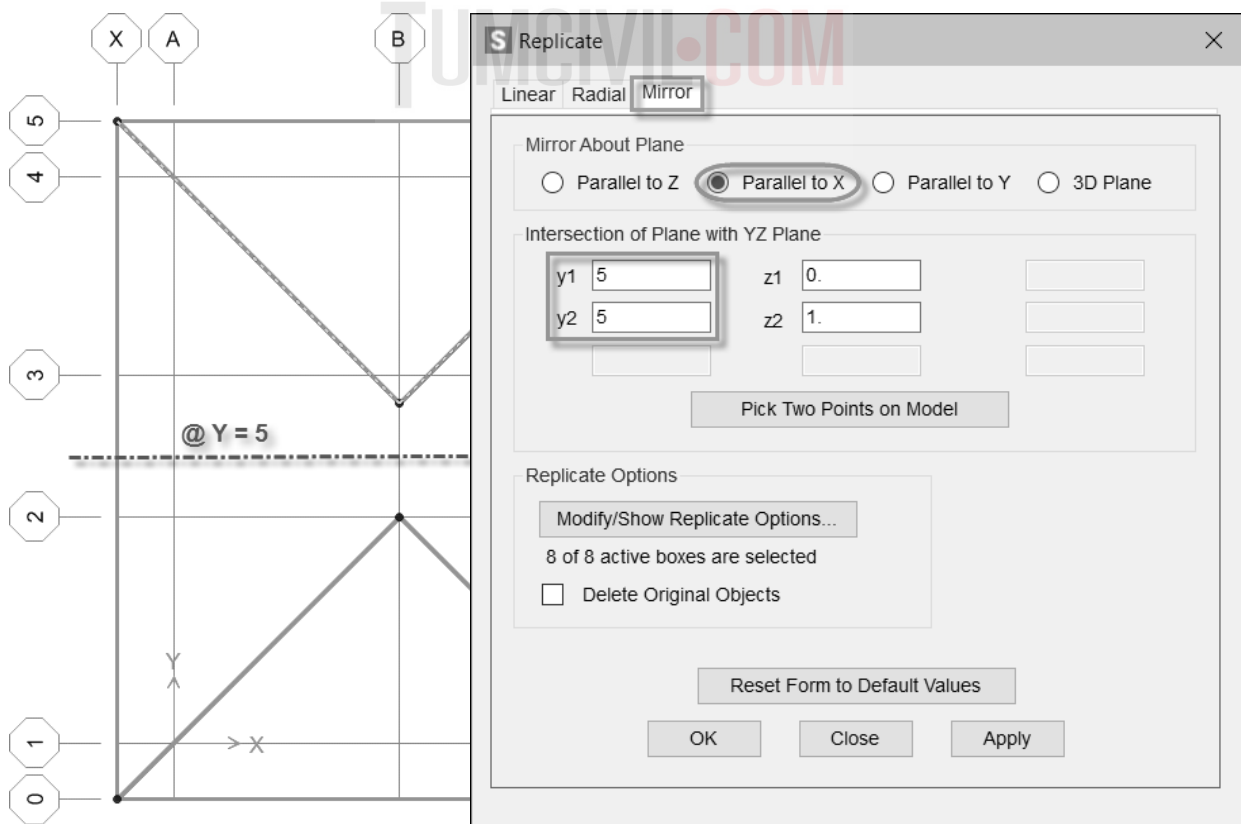 TUMCIVIL•COM
X A B
S Replicate
Linear Radial Mirror
Mirror About Plane
Parallel to Z Parallel to X Parallel to Y 3D Plane
Intersection of Plane with YZ Plane
y1 5 z1 0.
y2 5 z2 1.
Pick Two Points on Model
Replicate Options
Modify/Show Replicate Options...
8 of 8 active boxes are selected
Delete Original Objects
Reset Form to Default Values
OK Close Apply
5
4
3
@ Y = 5
2
Y
1
X
0